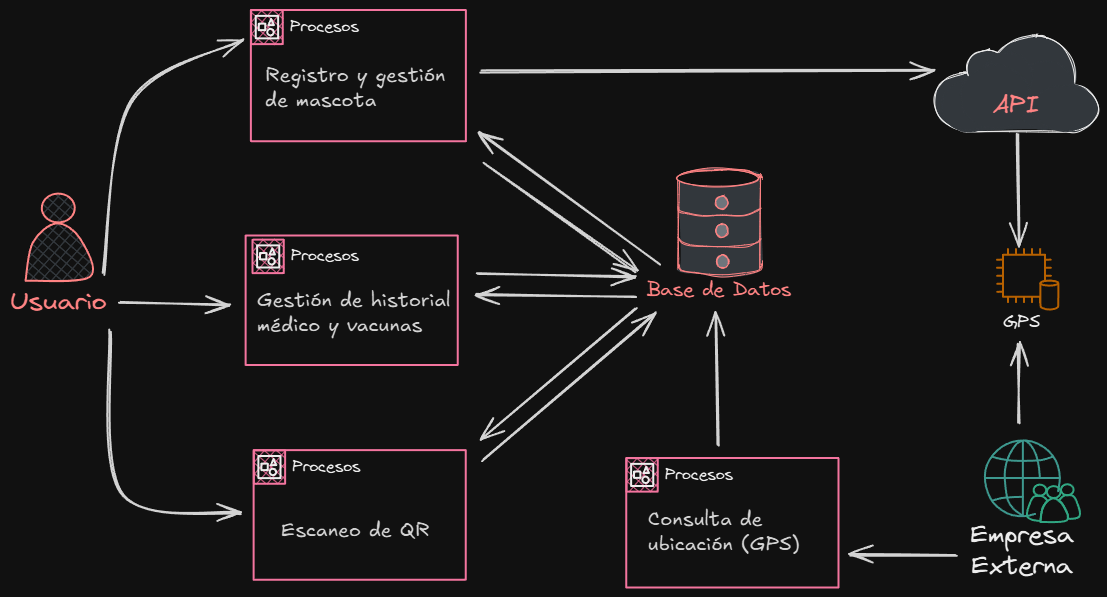 Procesos
Registro y gestión
de mascota
API
Usuario
Procesos
Gestión de historial
médico y vacunas
Base de Datos
GPS
Procesos
Escaneo de QR
Procesos
Consulta de
ubicación (GPS)
Empresa
Externa